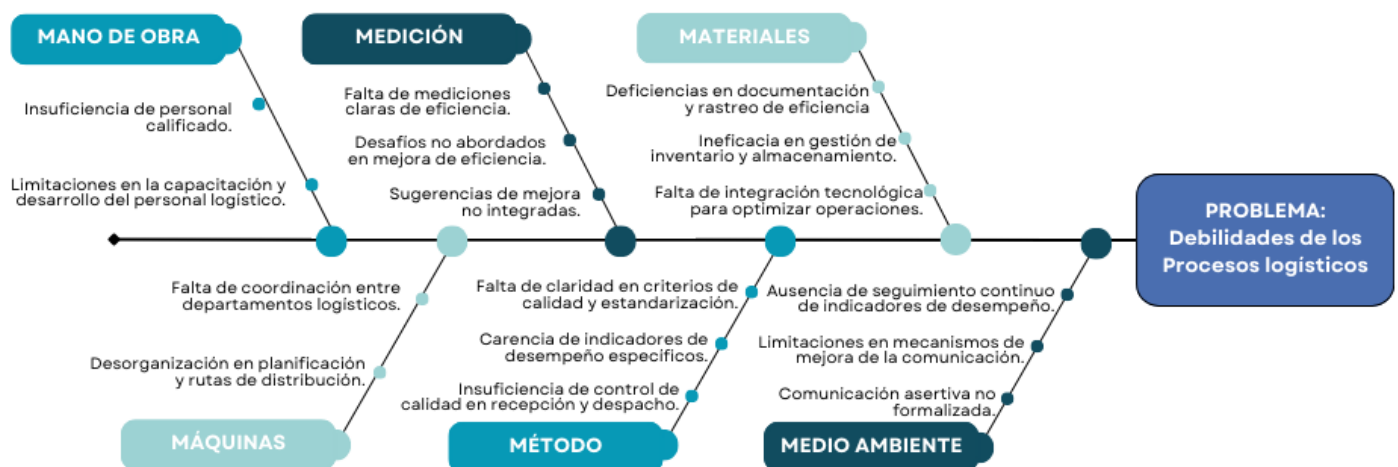 MANO DE OBRA
Insuficiencia de personal
calificado.
Limitaciones en la capacitación y
desarrollo del personal logístico.
MEDICIÓN
Falta de mediciones
claras de eficiencia.
Desafíos no abordados
en mejora de eficiencia.
Sugerencias de mejora
no integradas.
MATERIALES
Deficiencias en documentación
y rastreo de eficiencia
Ineficacia en gestión de
inventario y almacenamiento.
Falta de integración tecnológica
para optimizar operaciones.
PROBLEMA:
Debilidades de los
Procesos logísticos
Falta de coordinación entre
departamentos logísticos.
Desorganización en planificación
y rutas de distribución.
MÁQUINAS
Falta de claridad en criterios de
calidad y estandarización.
Carencia de indicadores de
desempeño específicos.
Insuficiencia de control de
calidad en recepción y despacho.
MÉTODO
Ausencia de seguimiento continuo
de indicadores de desempeño.
Limitaciones en mecanismos de
mejora de la comunicación.
Comunicación asertiva no
formalizada.
MEDIO AMBIENTE